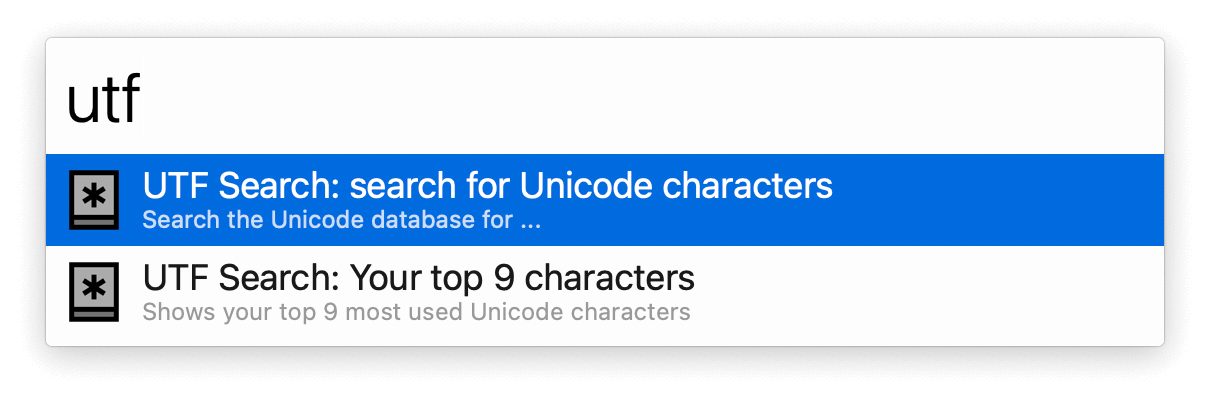 utf
UTF Search: search for Unicode characters
Search the Unicode database for ...
UTF Search: Your top 9 characters
Shows your top 9 most used Unicode characters